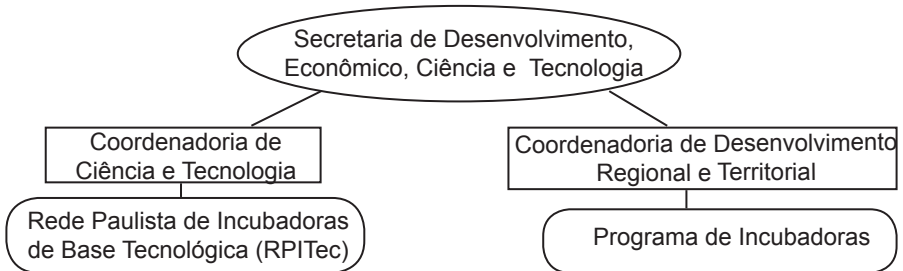 Secretaria de Desenvolvimento,
Econômico, Ciência e Tecnologia
Coordenadoria de
Ciência e Tecnologia
Coordenadoria de Desenvolvimento
Regional e Territorial
Rede Paulista de Incubadoras
de Base Tecnológica (RPITec)
Programa de Incubadoras